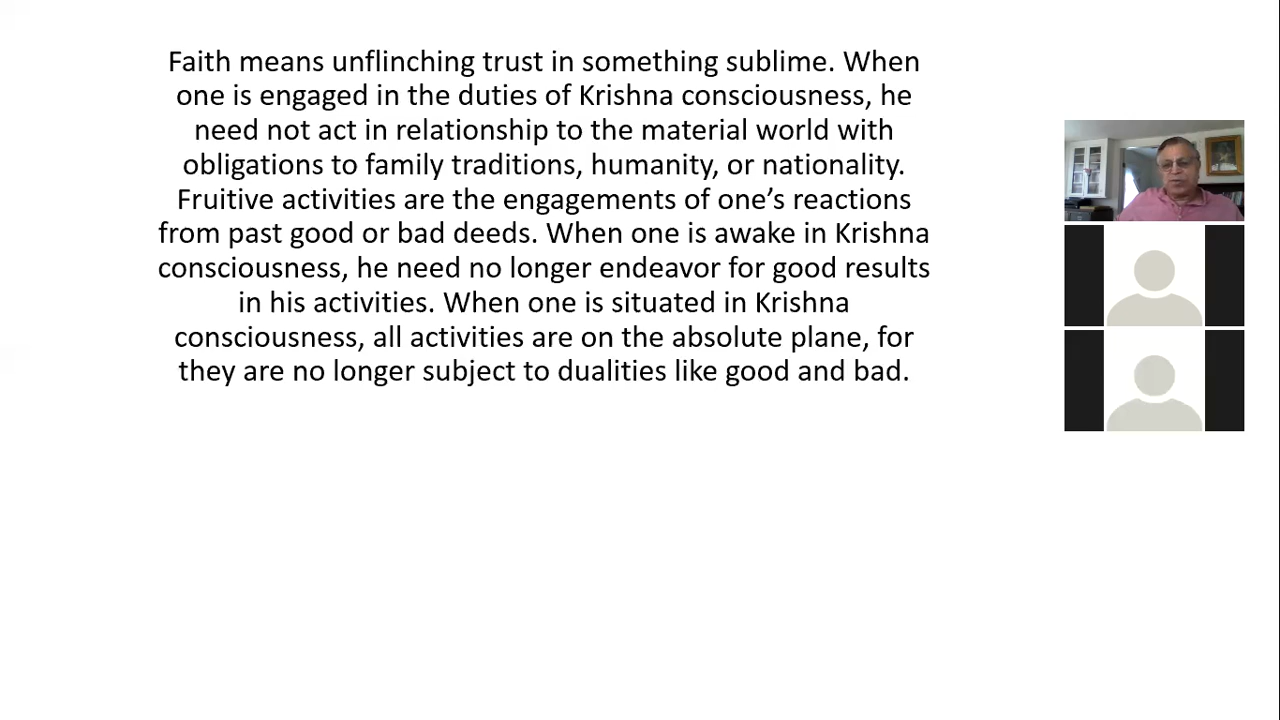 Faith means unflinching trust in something sublime. When
one is engaged in the duties of Krishna consciousness, he
need not act in relationship to the material world with
obligations to family traditions, humanity, or nationality.
Fruitive activities are the engagements of one’s reactions
from past good or bad deeds. When one is awake in Krishna
consciousness, he need no longer endeavor for good results
in his activities. When one is situated in Krishna
consciousness, all activities are on the absolute plane, for
they are no longer subject to dualities like good and bad.